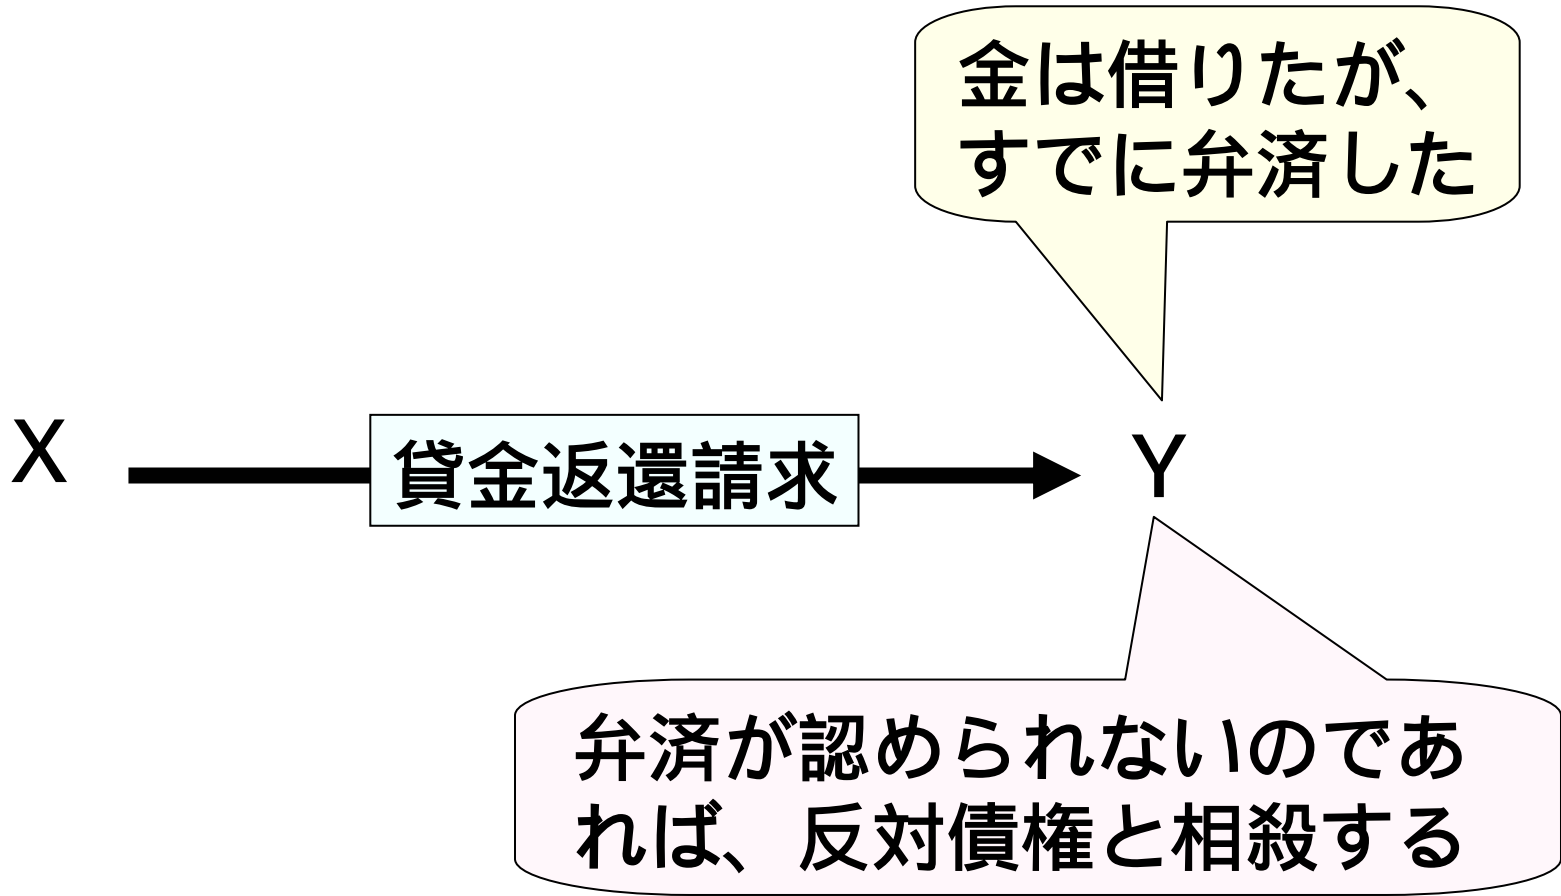 金は借りたが、
すでに弁済した
X
貸金返還請求
Y
弁済が認められないのであ
れば、反対債権と相殺する